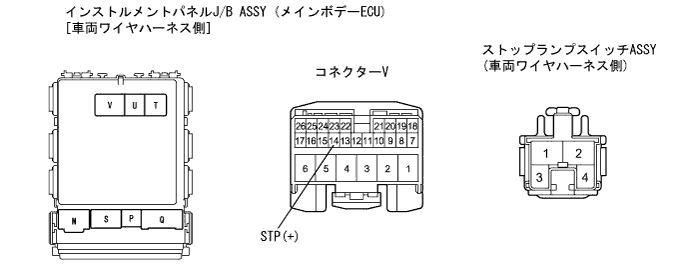 インストルメントパネルJ/B ASSY (メインボデーECU)
[車両ワイヤハーネス側]
ストップランプスイッチASSY
(車両ワイヤハーネス側)
コネクターV
V U T
N S P Q
26 25 24 23 22 21 20 19 18
17 16 15 14 13 12 11 10 9 8 7
6 5 4 3 2 1
STP(+)
1 2
3 4